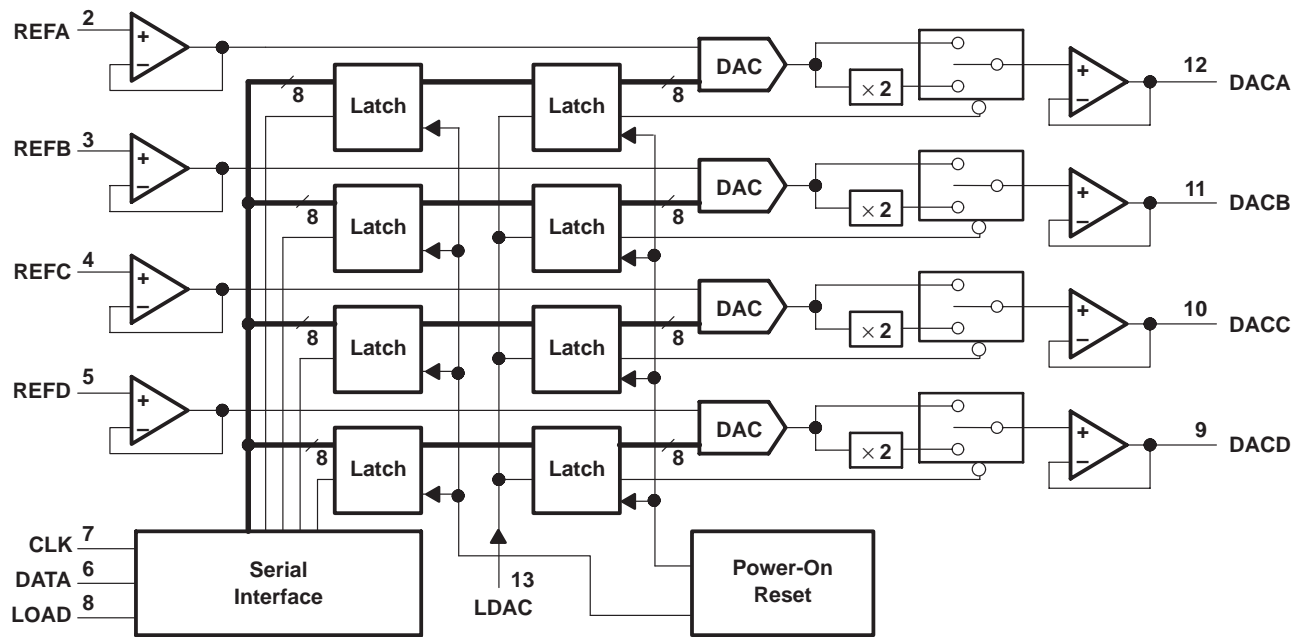 REFA 2
+
−
8
Latch
Latch
8
DAC
× 2
+
−
12
DACA
REFB 3
+
−
8
Latch
Latch
8
DAC
× 2
+
−
11
DACB
REFC 4
+
−
8
Latch
Latch
8
DAC
× 2
+
−
10
DACC
REFD 5
+
−
8
Latch
Latch
8
DAC
× 2
+
−
9
DACD
CLK 7
DATA 6
LOAD 8
Serial
Interface
13
LDAC
Power-On
Reset